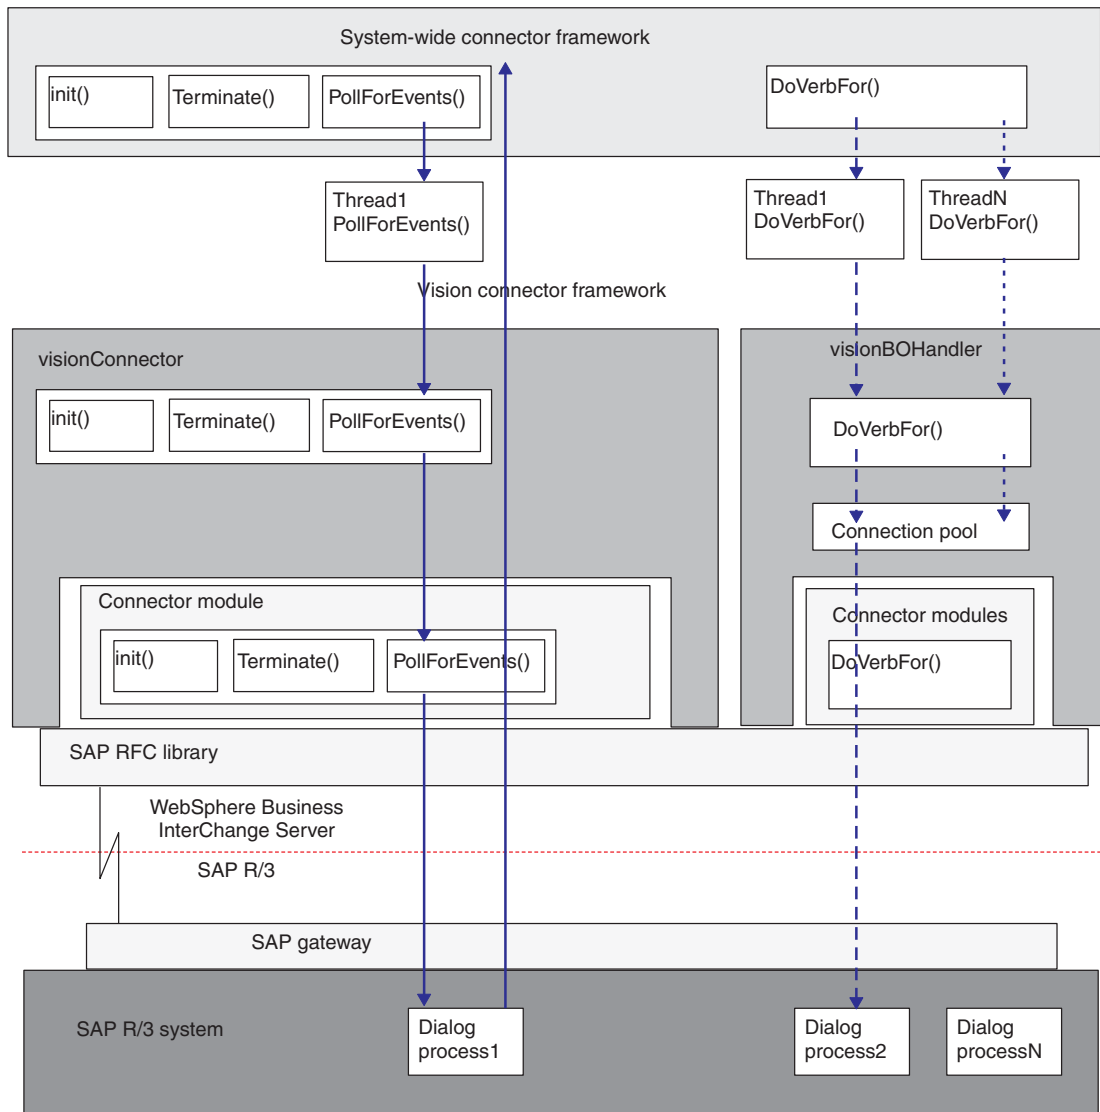 System-wide connector framework
init()
Terminate()
PollForEvents()
DoVerbFor()
Thread1
PollForEvents()
Thread1
DoVerbFor()
ThreadN
DoVerbFor()
Vision connector framework
visionConnector
visionBOHandler
init()
Terminate()
PollForEvents()
DoVerbFor()
Connection pool
Connector module
init()
Terminate()
PollForEvents()
Connector modules
DoVerbFor()
SAP RFC library
WebSphere Business
InterChange Server
SAP R/3
SAP gateway
SAP R/3 system
Dialog
process1
Dialog
process2
Dialog
processN